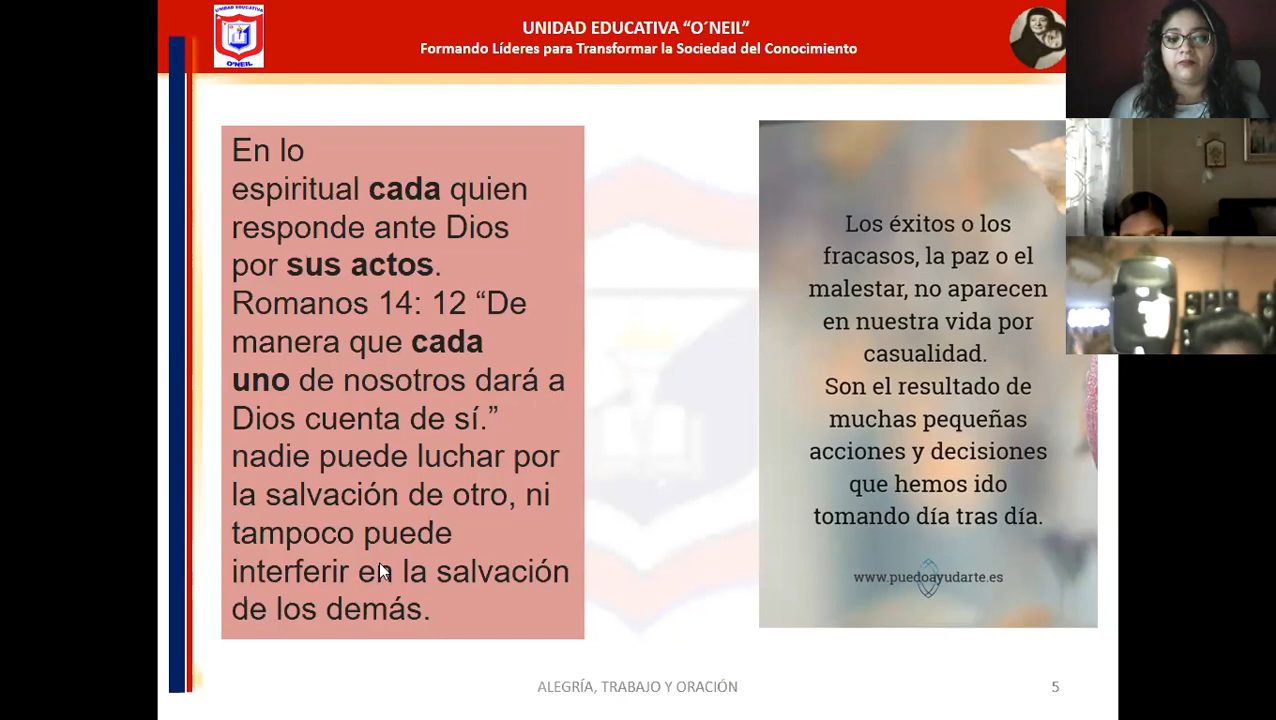 UNIDAD EDUCATIVA “O´NEIL”
Formando Líderes para Transformar la Sociedad del Conocimiento
UNIDAD EDUCATIVA
O'NEIL
En lo
espiritual cada quien
responde ante Dios
por sus actos.
Romanos 14: 12 “De
manera que cada
uno de nosotros dará a
Dios cuenta de sí.”
nadie puede luchar por
la salvación de otro, ni
tampoco puede
interferir en la salvación
de los demás.
Los éxitos o los
fracasos, la paz o el
malestar, no aparecen
en nuestra vida por
casualidad.
Son el resultado de
muchas pequeñas
acciones y decisiones
que hemos ido
tomando día tras día.
www.puedoayudarte.es
ALEGRÍA, TRABAJO Y ORACIÓN
5